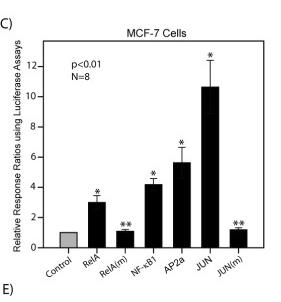 C)
MCF-7 Cells
Relative Response Ratios using Luciferase Assays
p<0.01
N=8
12
10
8
6
4
2
0
*
**
*
*
*
**
Control
RelA
RelA(m)
NF-κB1
AP2a
JUN
JUN(m)
E)